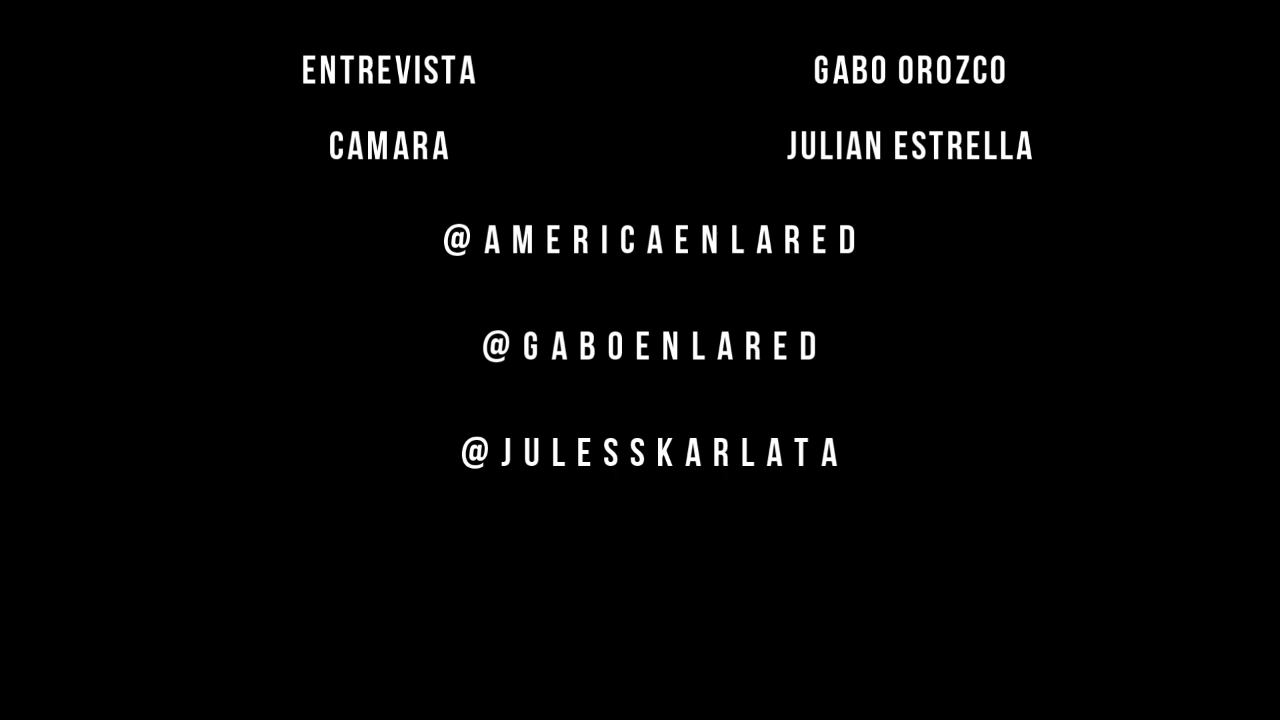 ENTREVISTA GABO OROZCO
CAMARA JULIAN ESTRELLA
@AMERICAENLARED
@GABOENLARED
@JULESSKARLATA